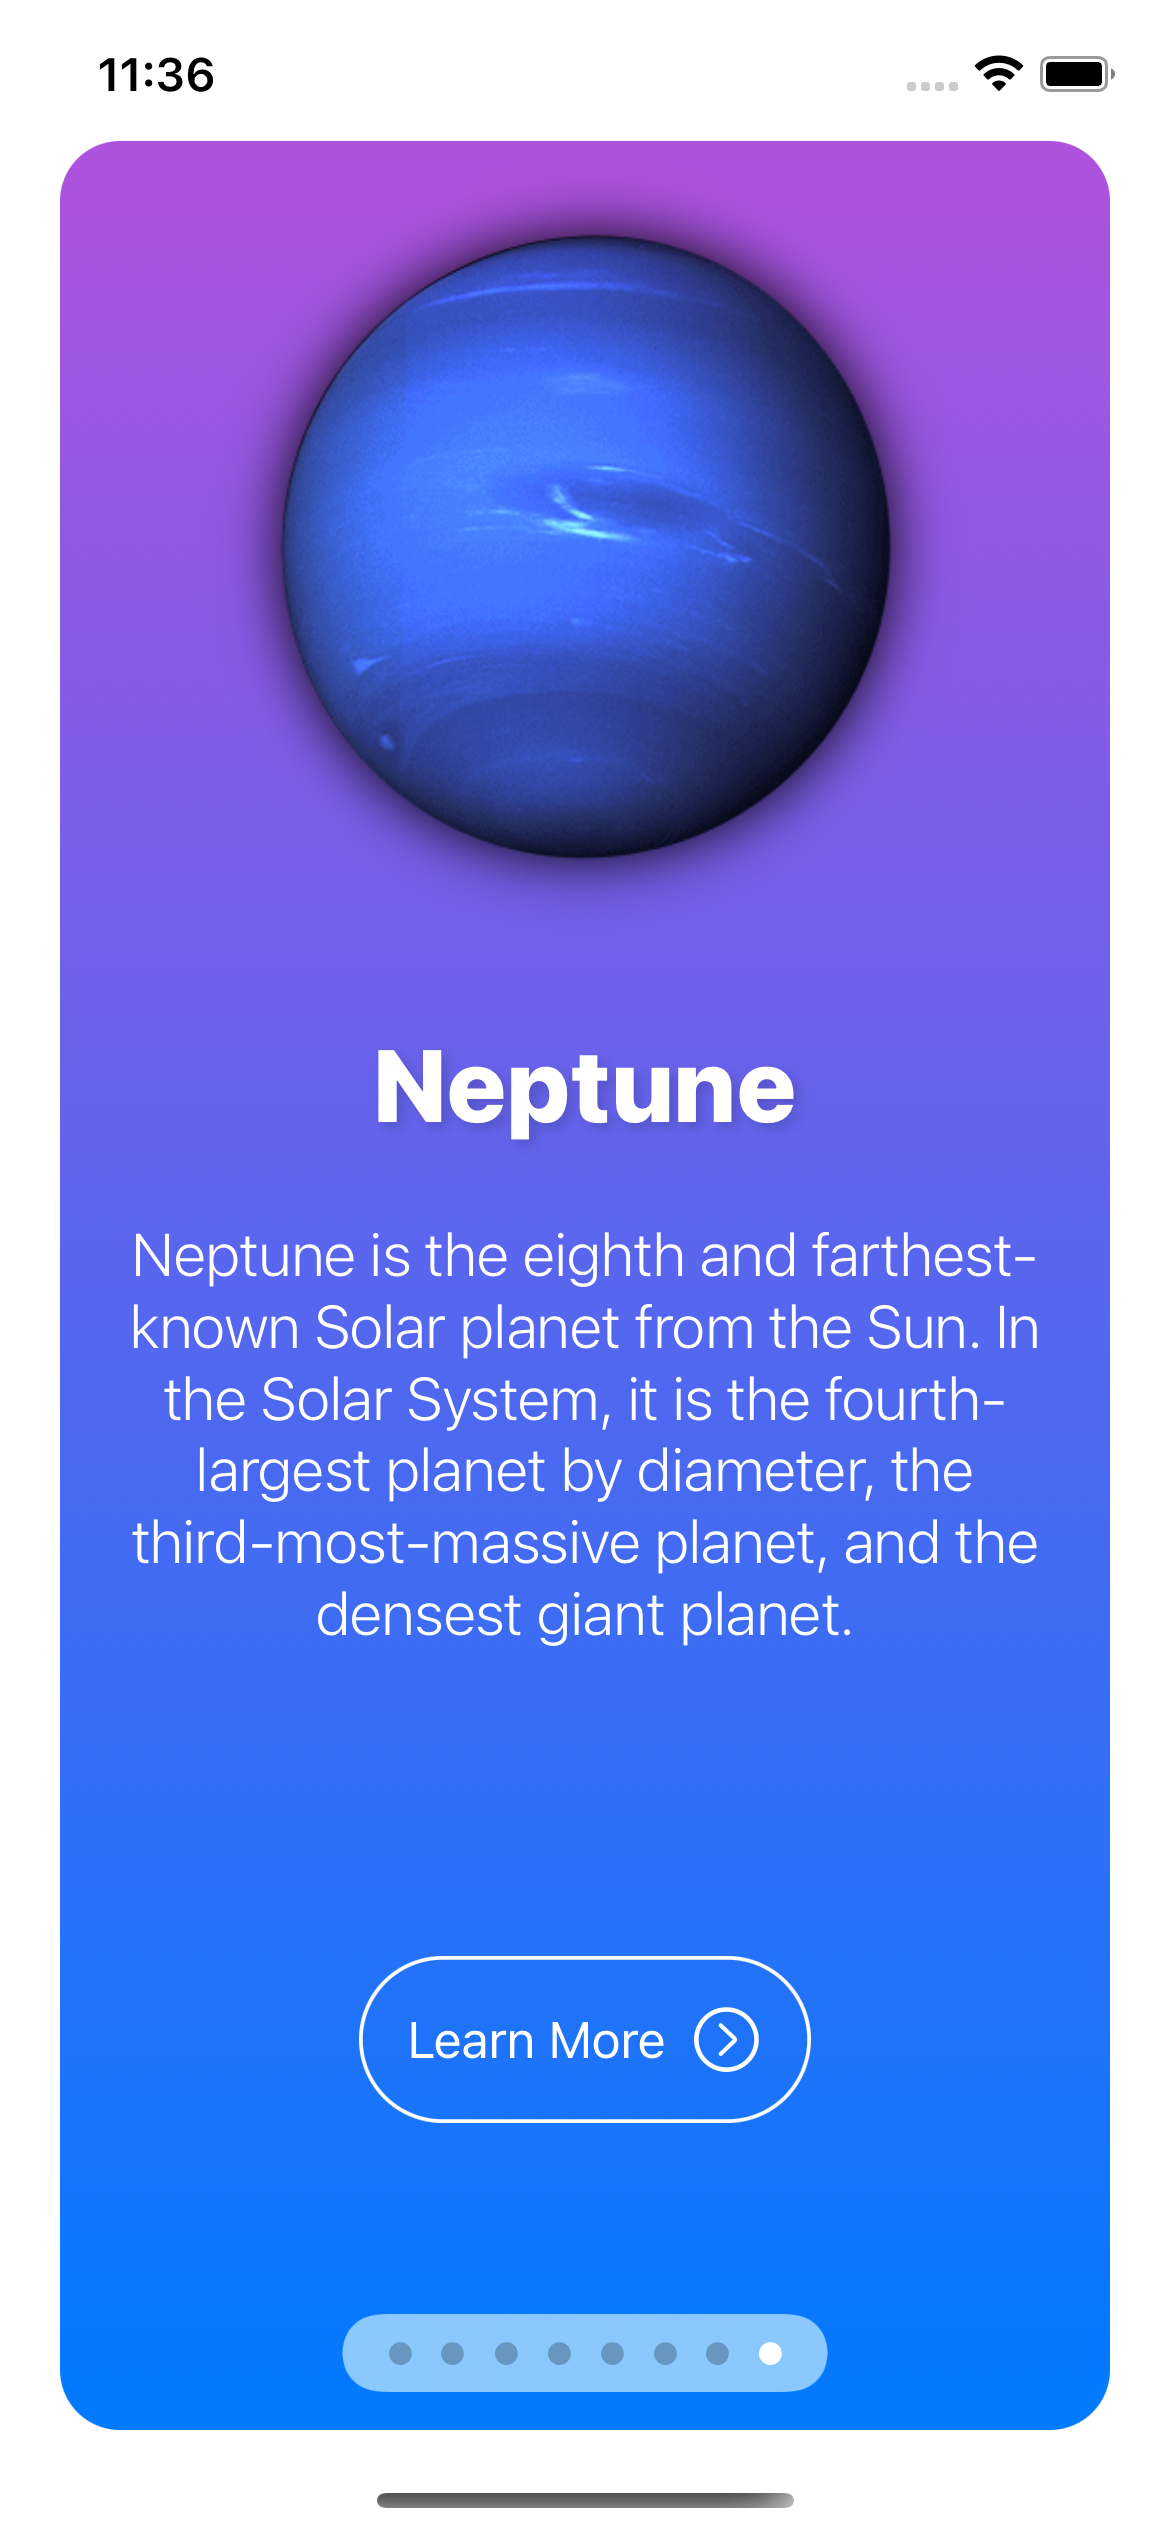 11:36
Neptune
Neptune is the eighth and farthest-
known Solar planet from the Sun. In
the Solar System, it is the fourth-
largest planet by diameter, the
third-most-massive planet, and the
densest giant planet.
Learn More